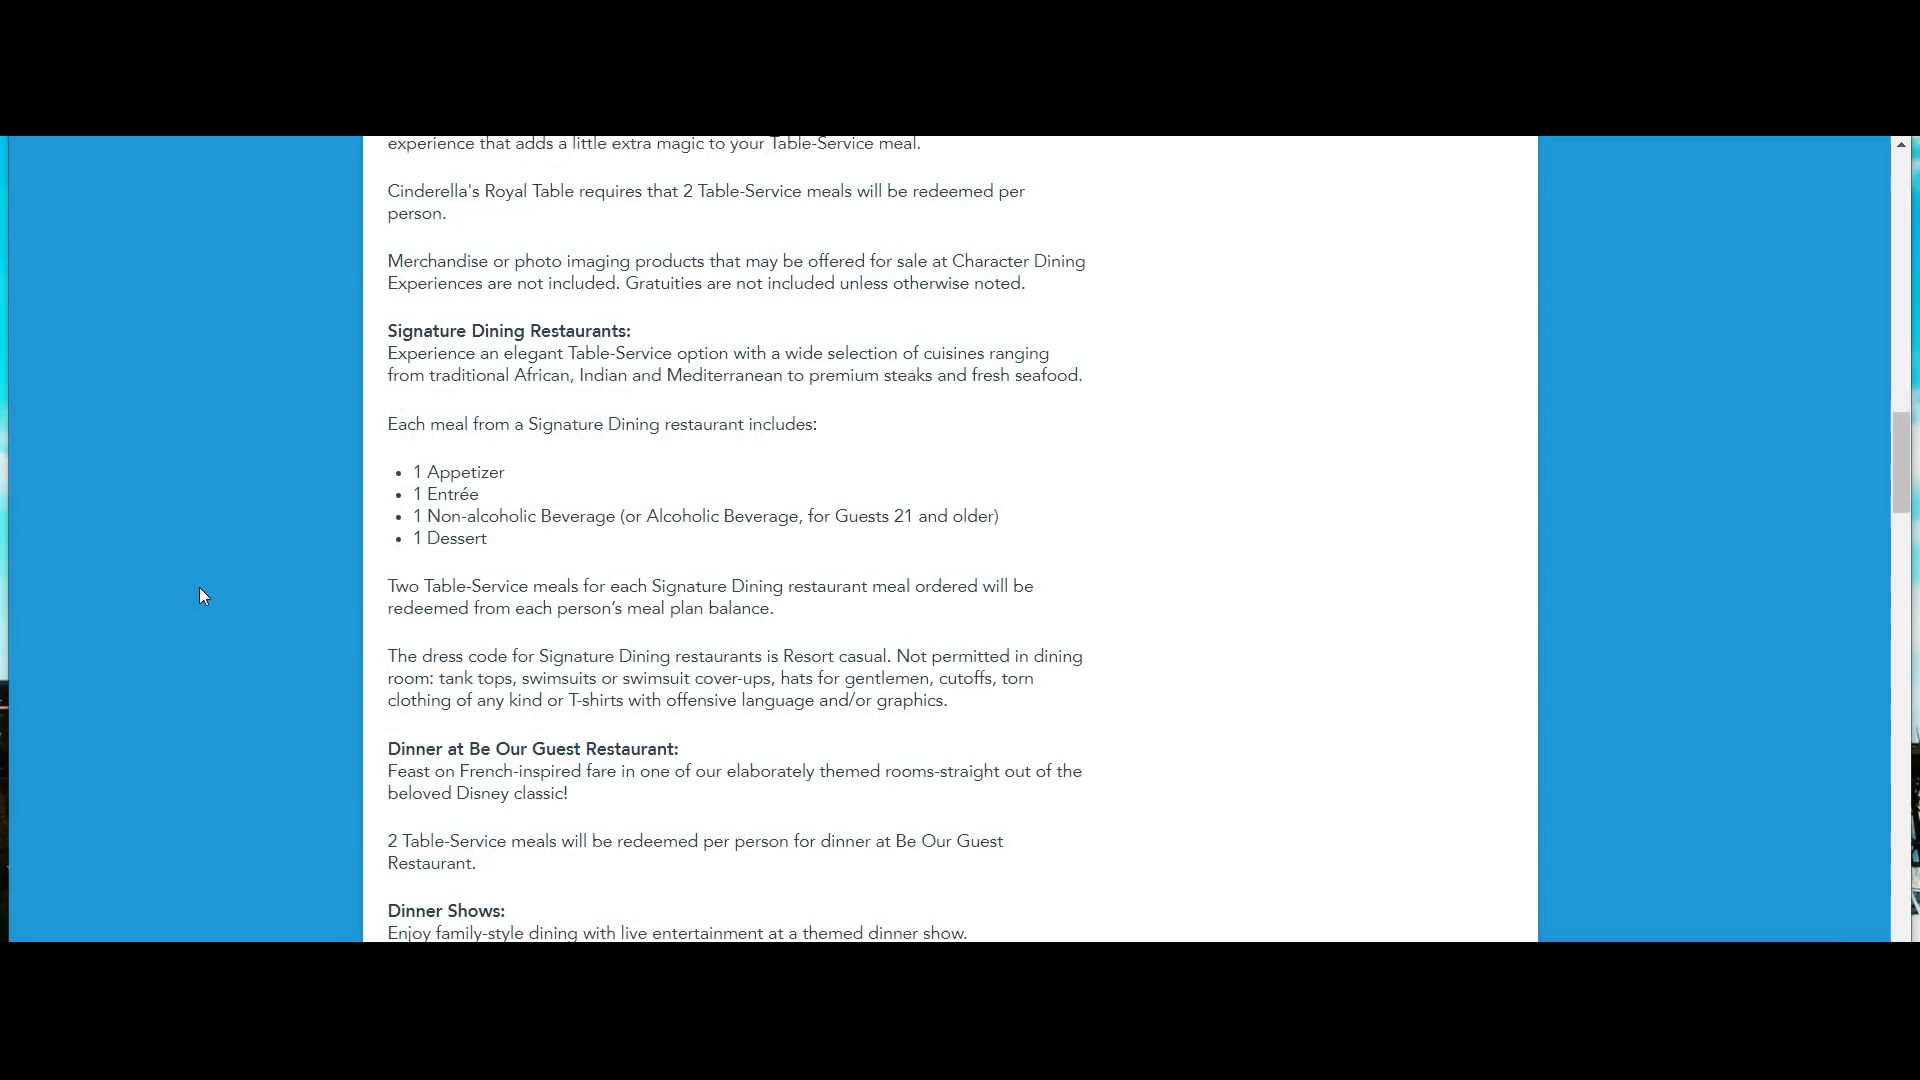 experience that adds a little extra magic to your Table-Service meal.
Cinderella's Royal Table requires that 2 Table-Service meals will be redeemed per
person.
Merchandise or photo imaging products that may be offered for sale at Character Dining
Experiences are not included. Gratuities are not included unless otherwise noted.
Signature Dining Restaurants:
Experience an elegant Table-Service option with a wide selection of cuisines ranging
from traditional African, Indian and Mediterranean to premium steaks and fresh seafood.
Each meal from a Signature Dining restaurant includes:
• 1 Appetizer
• 1 Entrée
• 1 Non-alcoholic Beverage (or Alcoholic Beverage, for Guests 21 and older)
• 1 Dessert
Two Table-Service meals for each Signature Dining restaurant meal ordered will be
redeemed from each person’s meal plan balance.
The dress code for Signature Dining restaurants is Resort casual. Not permitted in dining
room: tank tops, swimsuits or swimsuit cover-ups, hats for gentlemen, cutoffs, torn
clothing of any kind or T-shirts with offensive language and/or graphics.
Dinner at Be Our Guest Restaurant:
Feast on French-inspired fare in one of our elaborately themed rooms-straight out of the
beloved Disney classic!
2 Table-Service meals will be redeemed per person for dinner at Be Our Guest
Restaurant.
Dinner Shows:
Enjoy family-style dining with live entertainment at a themed dinner show.